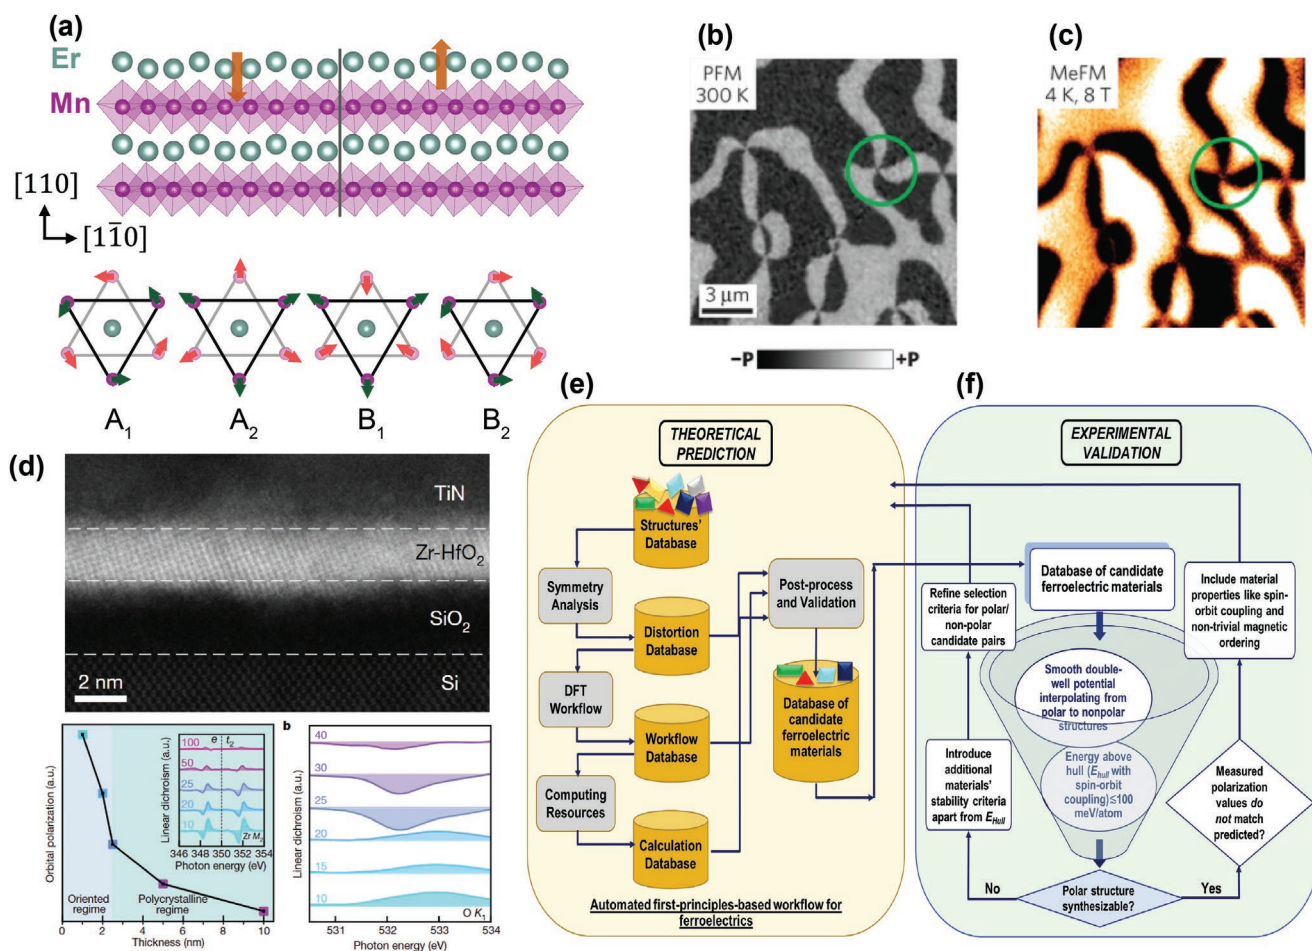 (a)
Er
Mn
[110]
[11̅0]
A1
A2
B1
B2
(b)
PFM
300 K
3 μm
−P
+P
(c)
MeFM
4 K, 8 T
(d)
TiN
Zr-HfO2
SiO2
Si
2 nm
Orbital polarization (a.u.)
Oriented
regime
Polycrystalline
regime
0
2
4
6
8
10
Thickness (nm)
Linear dichroism (a.u.)
e
t2
100
50
25
20
10
Zr M2
346
348
350
352
354
Photon energy (eV)
b
Linear dichroism (a.u.)
40
30
25
20
15
10
O K1
531
532
533
534
Photon energy (eV)
(e)
THEORETICAL
PREDICTION
Structures'
Database
Symmetry
Analysis
Distortion
Database
DFT
Workflow
Workflow
Database
Computing
Resources
Calculation
Database
Post-process
and Validation
Database of
candidate
ferroelectric
materials
Automated first-principles-based workflow for
ferroelectrics
(f)
EXPERIMENTAL
VALIDATION
Database of candidate
ferroelectric materials
Refine selection
criteria for polar/
non-polar
candidate pairs
Include material
properties like spin-
orbit coupling and
non-trivial magnetic
ordering
Smooth double-
well potential
interpolating from
polar to nonpolar
structures
Energy above
hull (EHull with
spin-orbit
coupling)≤100
meV/atom
Introduce
additional
materials'
stability criteria
apart from EHull
Measured
polarization
values do
not match
predicted?
No
Polar structure
synthesizable?
Yes